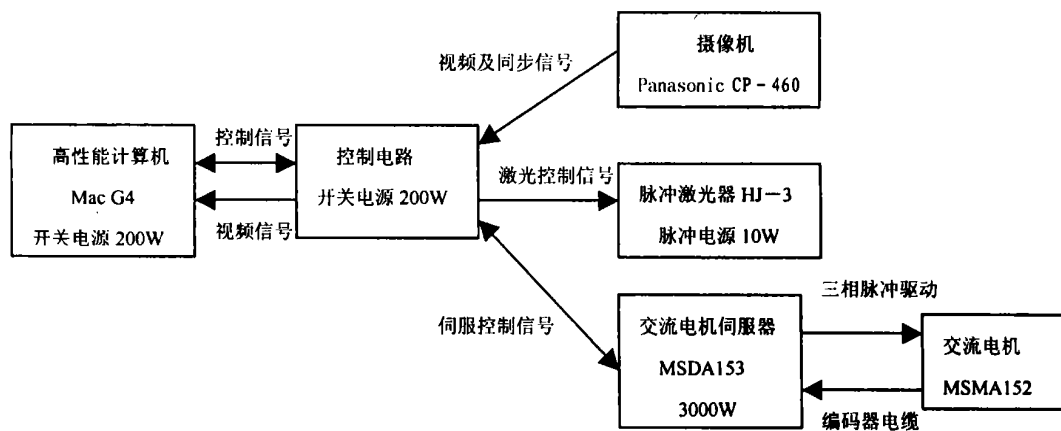 摄像机
Panasonic CP-460
视频及同步信号
高性能计算机
Mac G4
开关电源 200W
控制信号
视频信号
控制电路
开关电源 200W
激光控制信号
脉冲激光器 HJ－3
脉冲电源 10W
伺服控制信号
交流电机伺服器
MSDA153
3000W
三相脉冲驱动
编码器电缆
交流电机
MSMA152